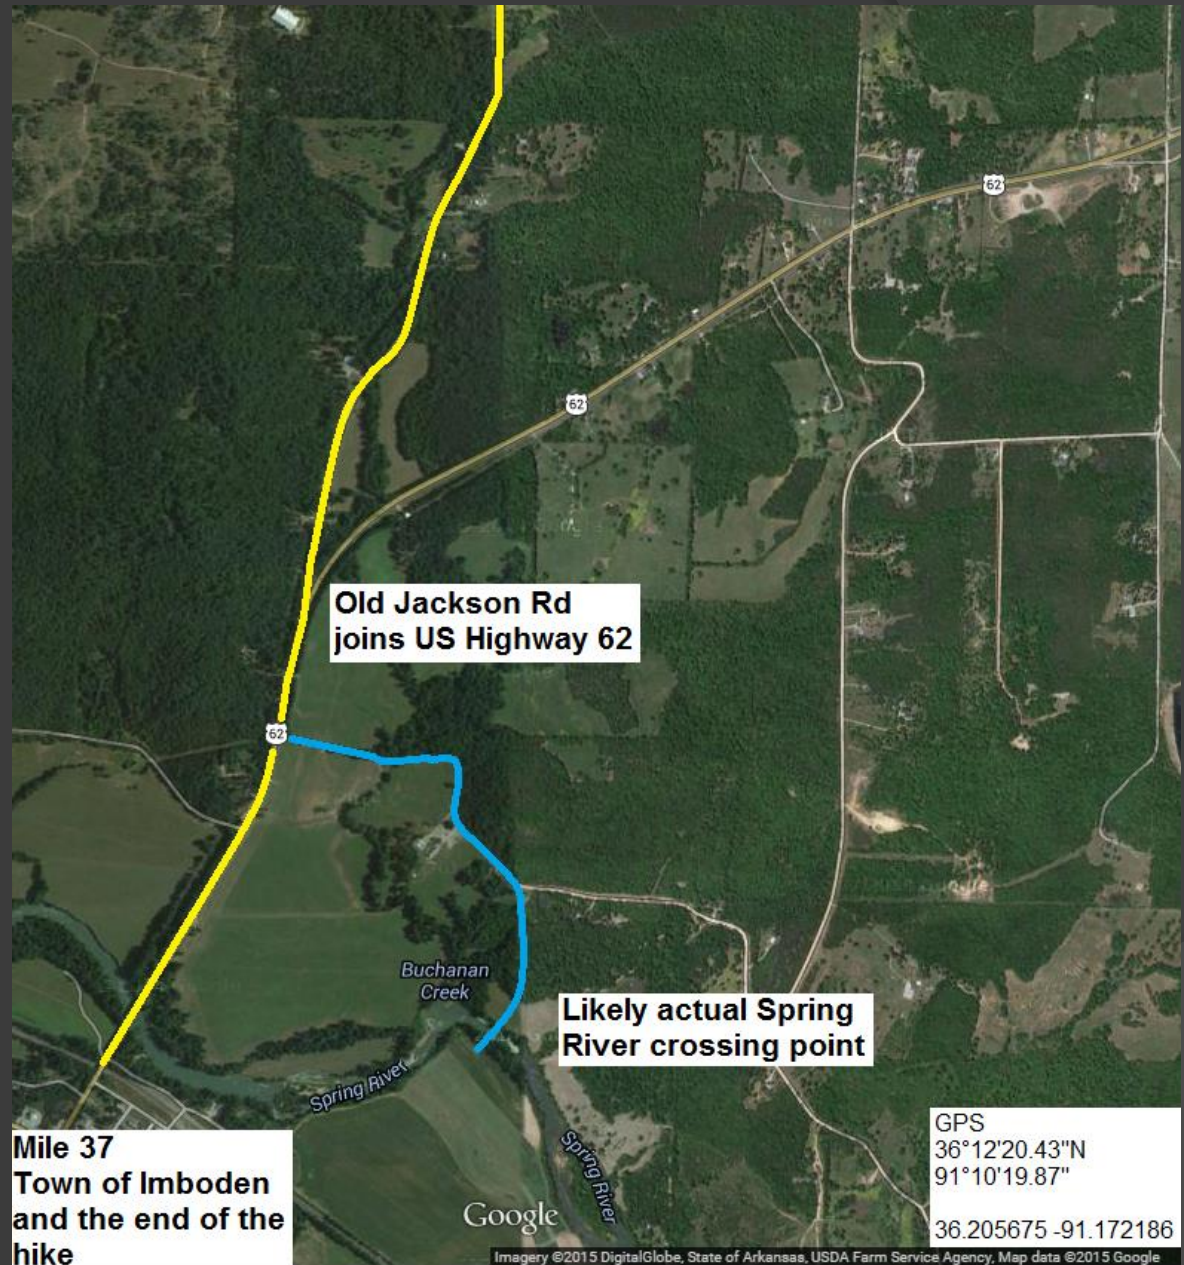 62
62
Old Jackson Rd
joins US Highway 62
62
Buchanan
Creek
Likely actual Spring
River crossing point
Spring River
Spring River
Mile 37
Town of Imboden
and the end of the
hike
GPS
36°12'20.43"N
91°10'19.87"
36.205675 -91.172186
Google
Imagery ©2015 DigitalGlobe, State of Arkansas, USDA Farm Service Agency, Map data ©2015 Google